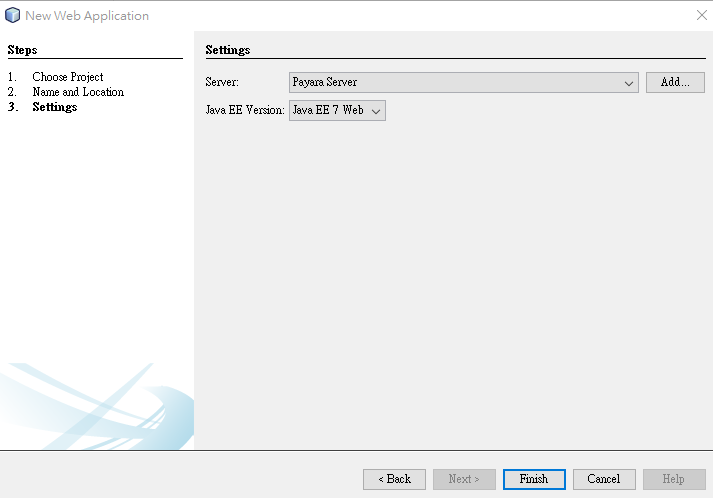 New Web Application
Steps
1. Choose Project
2. Name and Location
3. Settings
Settings
Server: Payara Server Add...
Java EE Version: Java EE 7 Web
< Back Next > Finish Cancel Help